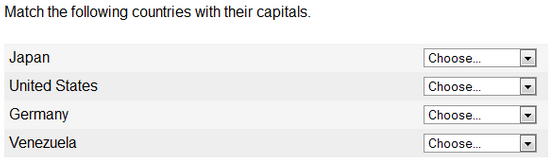 Match the following countries with their capitals.
Japan Choose...
United States Choose...
Germany Choose...
Venezuela Choose...